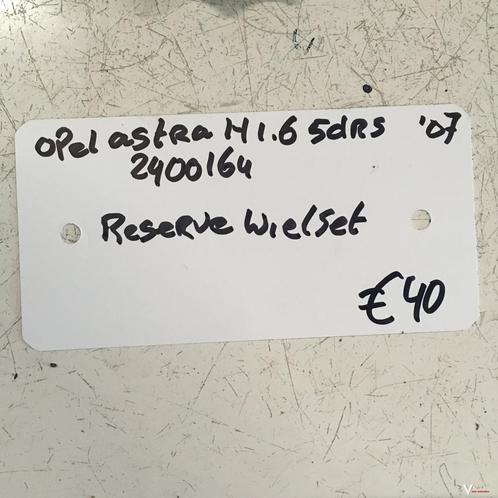 Opel astra H 1.6 5dRS '07
2400164
Reserve Wielset
€40